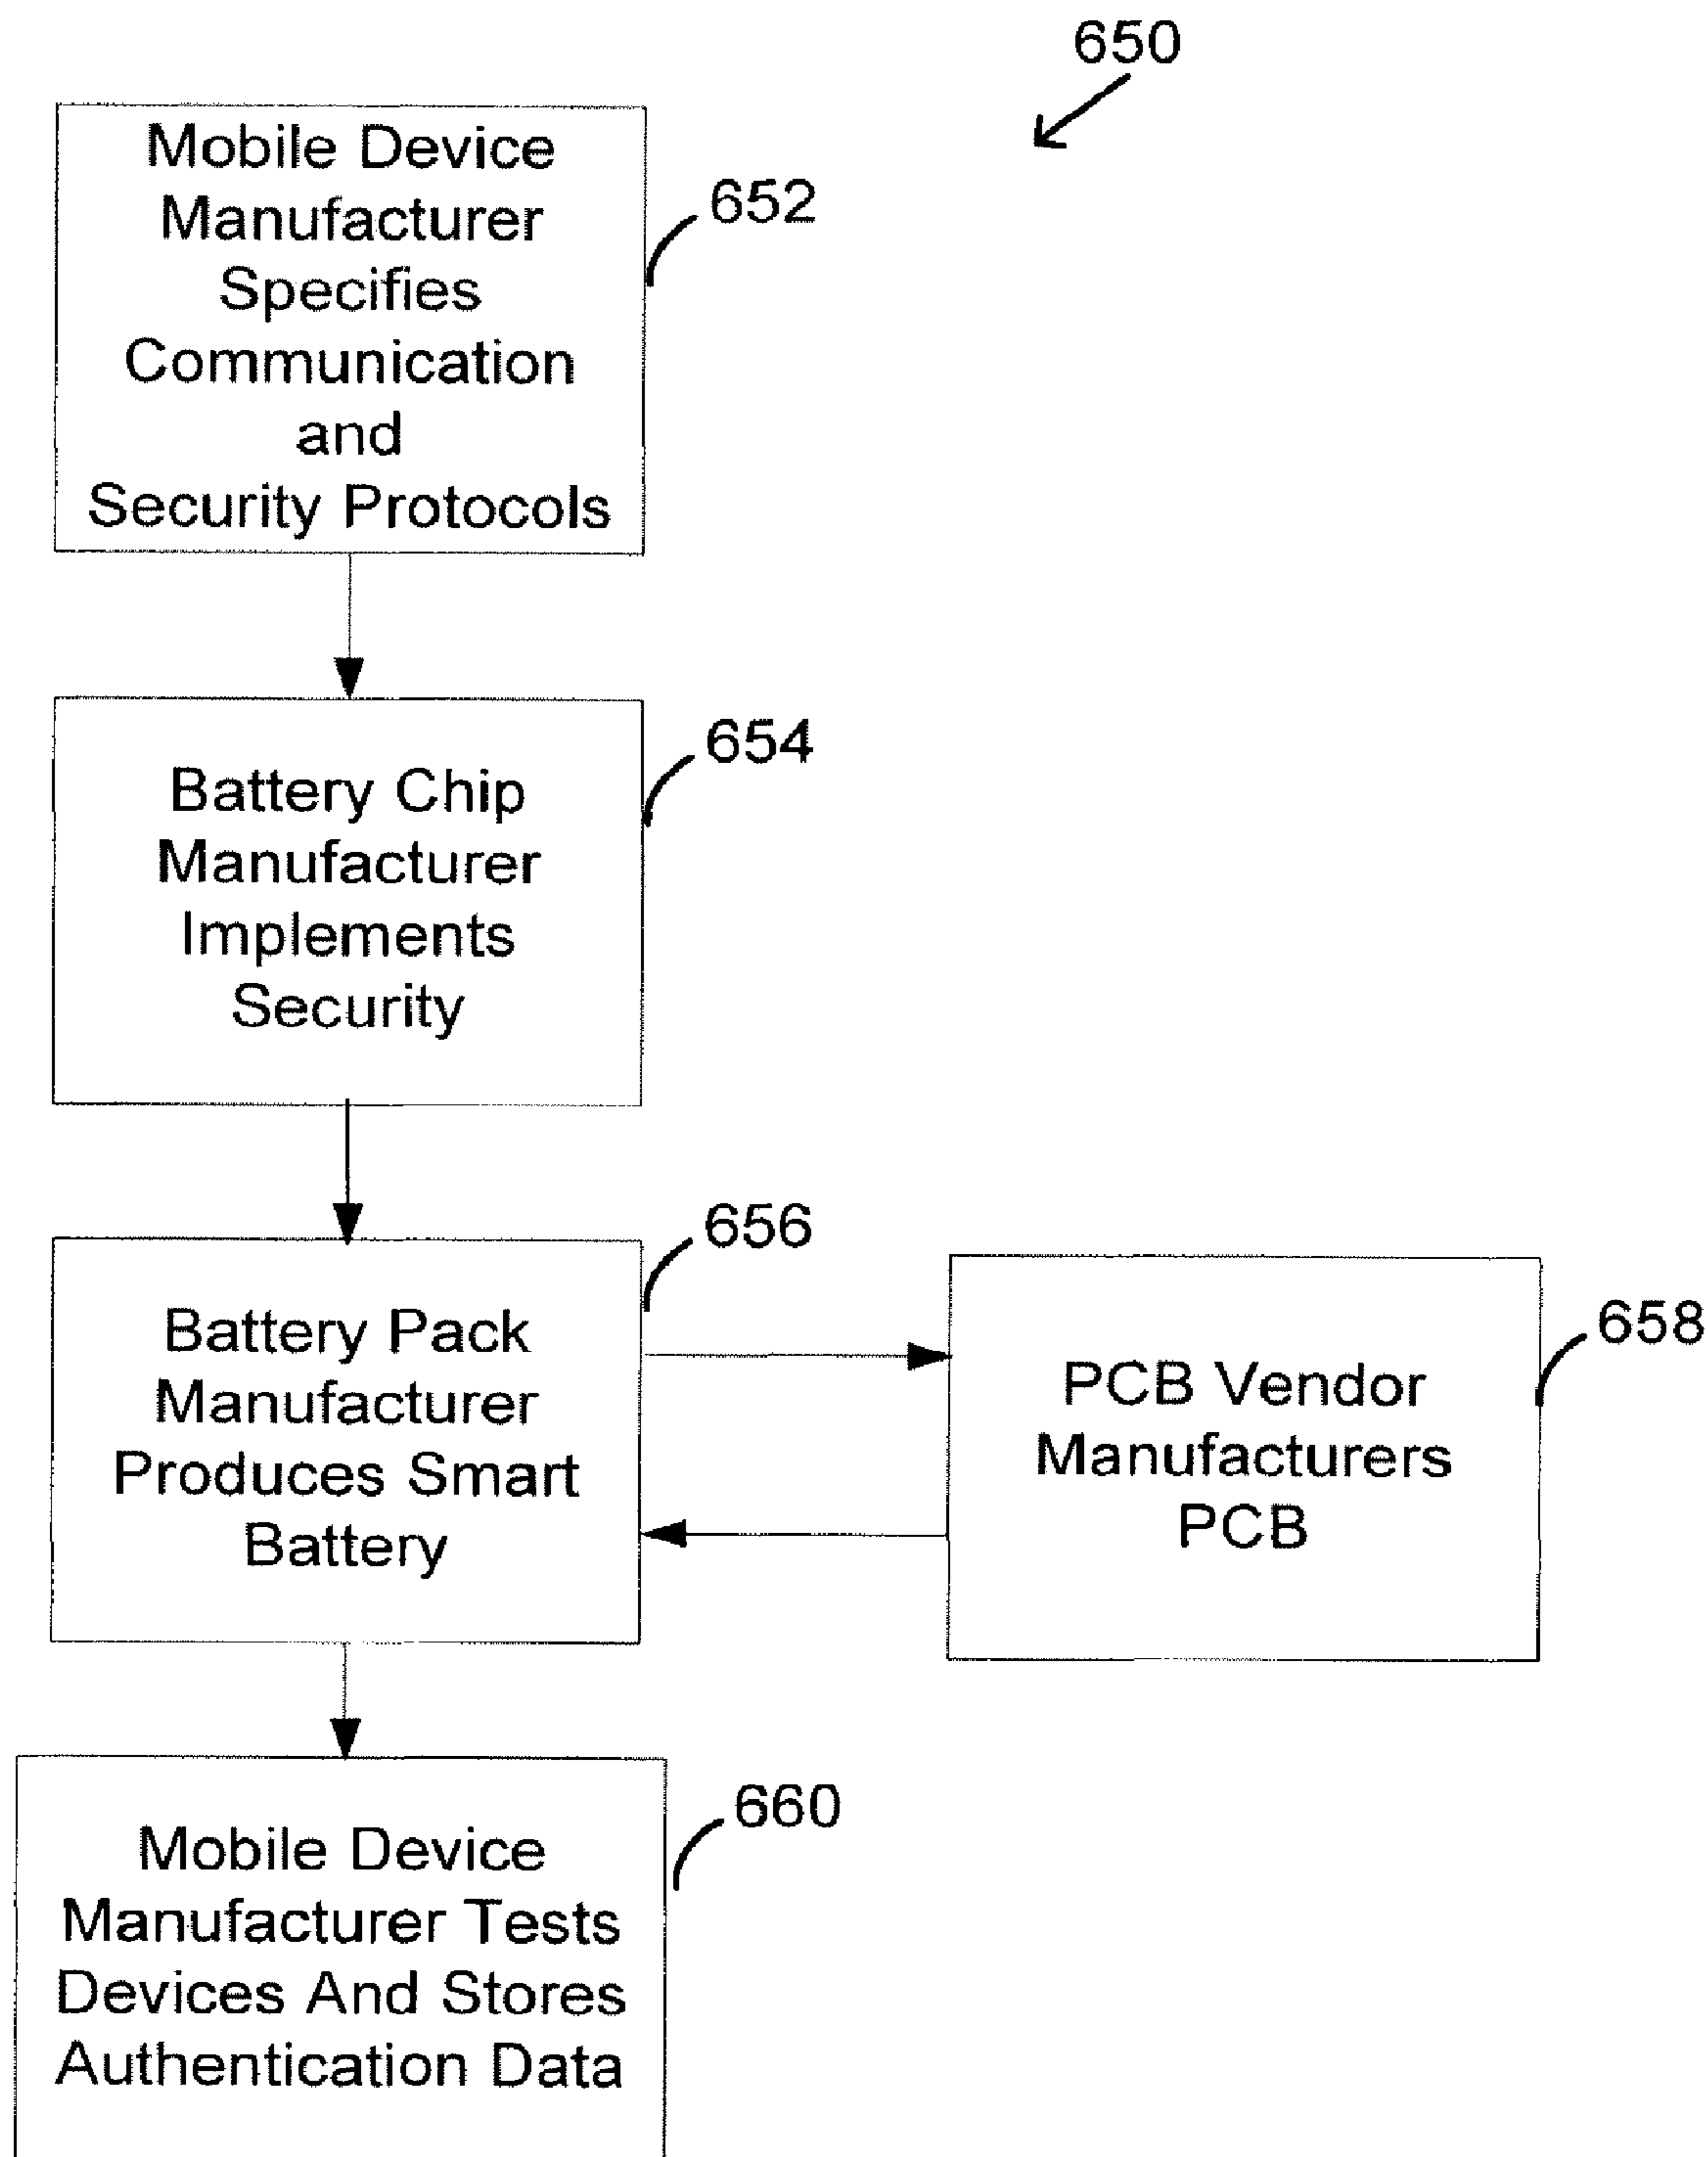 650
Mobile Device
Manufacturer
Specifies
Communication
and
Security Protocols
652
Battery Chip
Manufacturer
Implements
Security
654
Battery Pack
Manufacturer
Produces Smart
Battery
656
PCB Vendor
Manufacturers
PCB
658
Mobile Device
Manufacturer Tests
Devices And Stores
Authentication Data
660